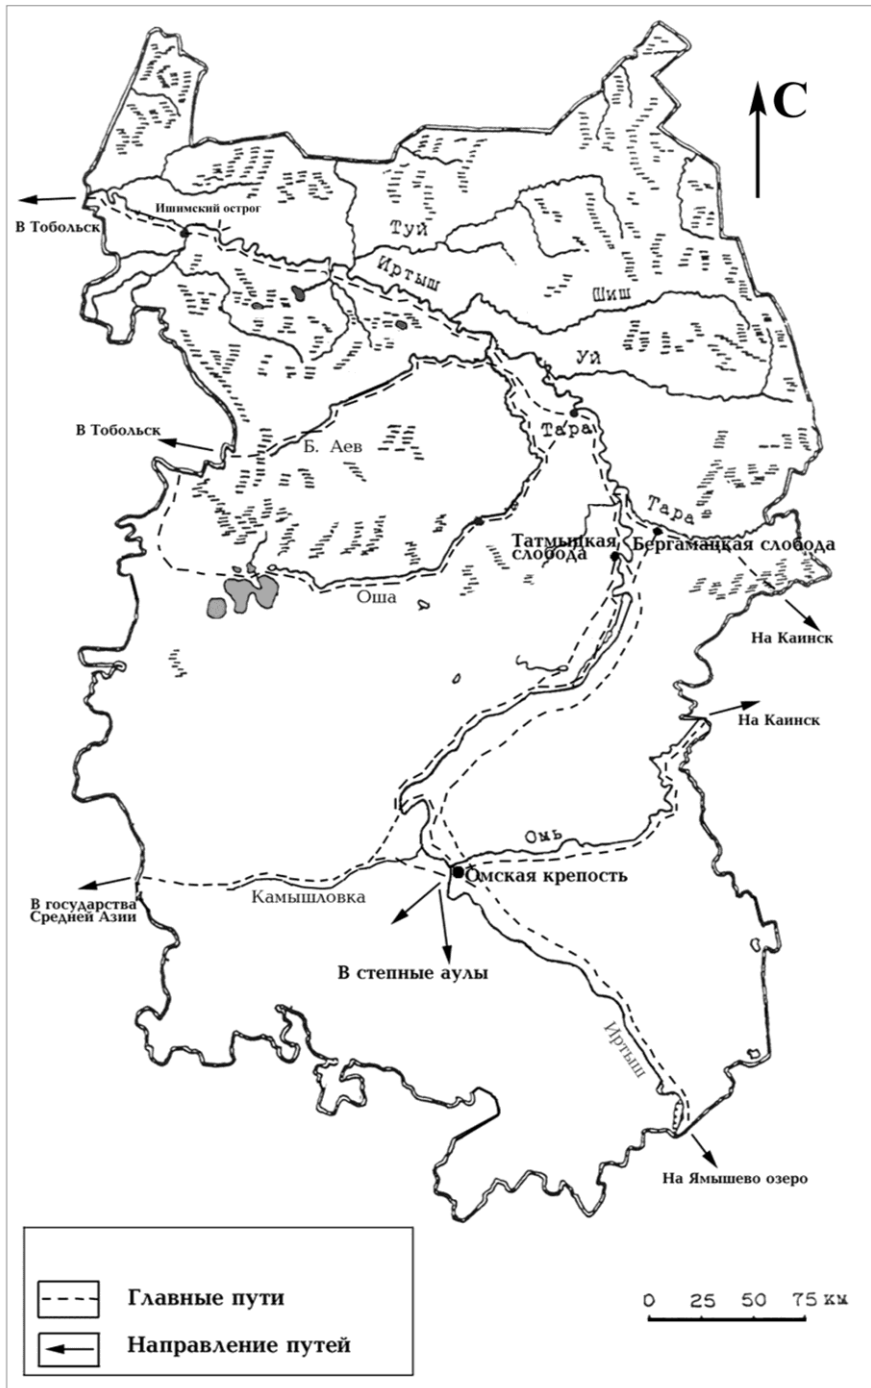 С
Ишимский острог
В Тобольск
Туй
Иртыш
Шиш
Уй
В Тобольск
Б. Аев
Тара
Тара
Татмыцкая
слобода
Бергамацкая слобода
Оша
На Каинск
На Каинск
Омь
Омская крепость
Камышловка
В государства
Средней Азии
В степные аулы
Иртыш
На Ямышево озеро
Главные пути
Направление путей
0 25 50 75 км